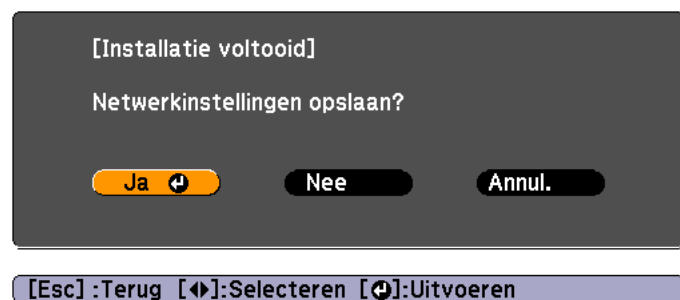 [Installatie voltooid]
Netwerkinstellingen opslaan?
Ja Nee Annul.
[Esc] :Terug [◆]:Selecteren [↵]:Uitvoeren